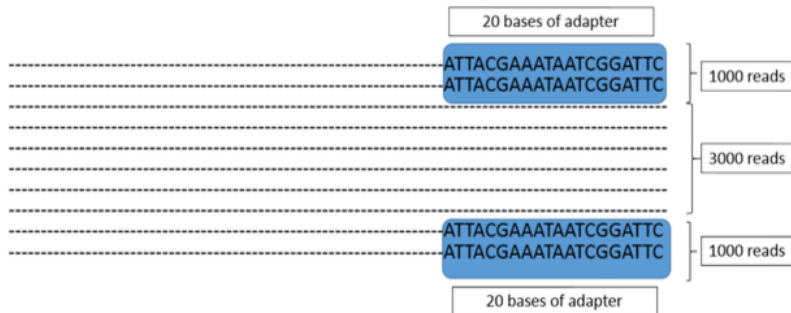 20 bases of adapter
ATTACGAAATAATCGGATTC
ATTACGAAATAATCGGATTC
1000 reads
3000 reads
ATTACGAAATAATCGGATTC
ATTACGAAATAATCGGATTC
1000 reads
20 bases of adapter